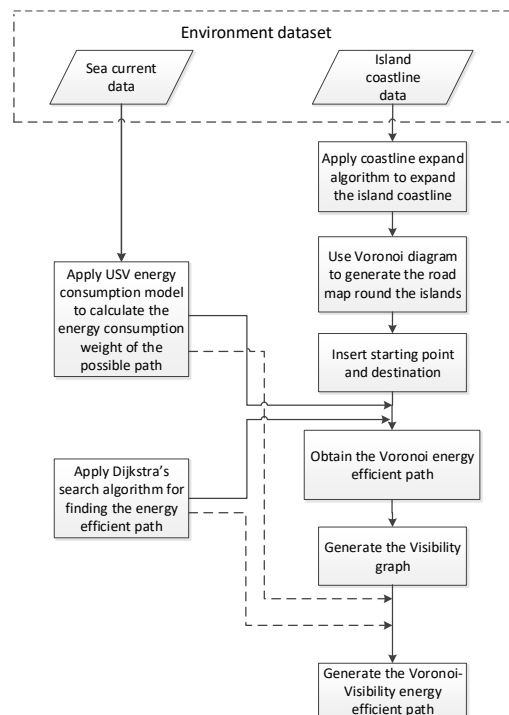 Environment dataset
Sea current
data
Island
coastline
data
Apply coastline expand
algorithm to expand
the island coastline
Use Voronoi diagram
to generate the road
map round the islands
Apply USV energy
consumption model
to calculate the
energy consumption
weight of the
possible path
Insert starting point
and destination
Obtain the Voronoi energy
efficient path
Apply Dijkstra's
search algorithm for
finding the energy
efficient path
Generate the Visibility
graph
Generate the Voronoi-
Visibility energy
efficient path